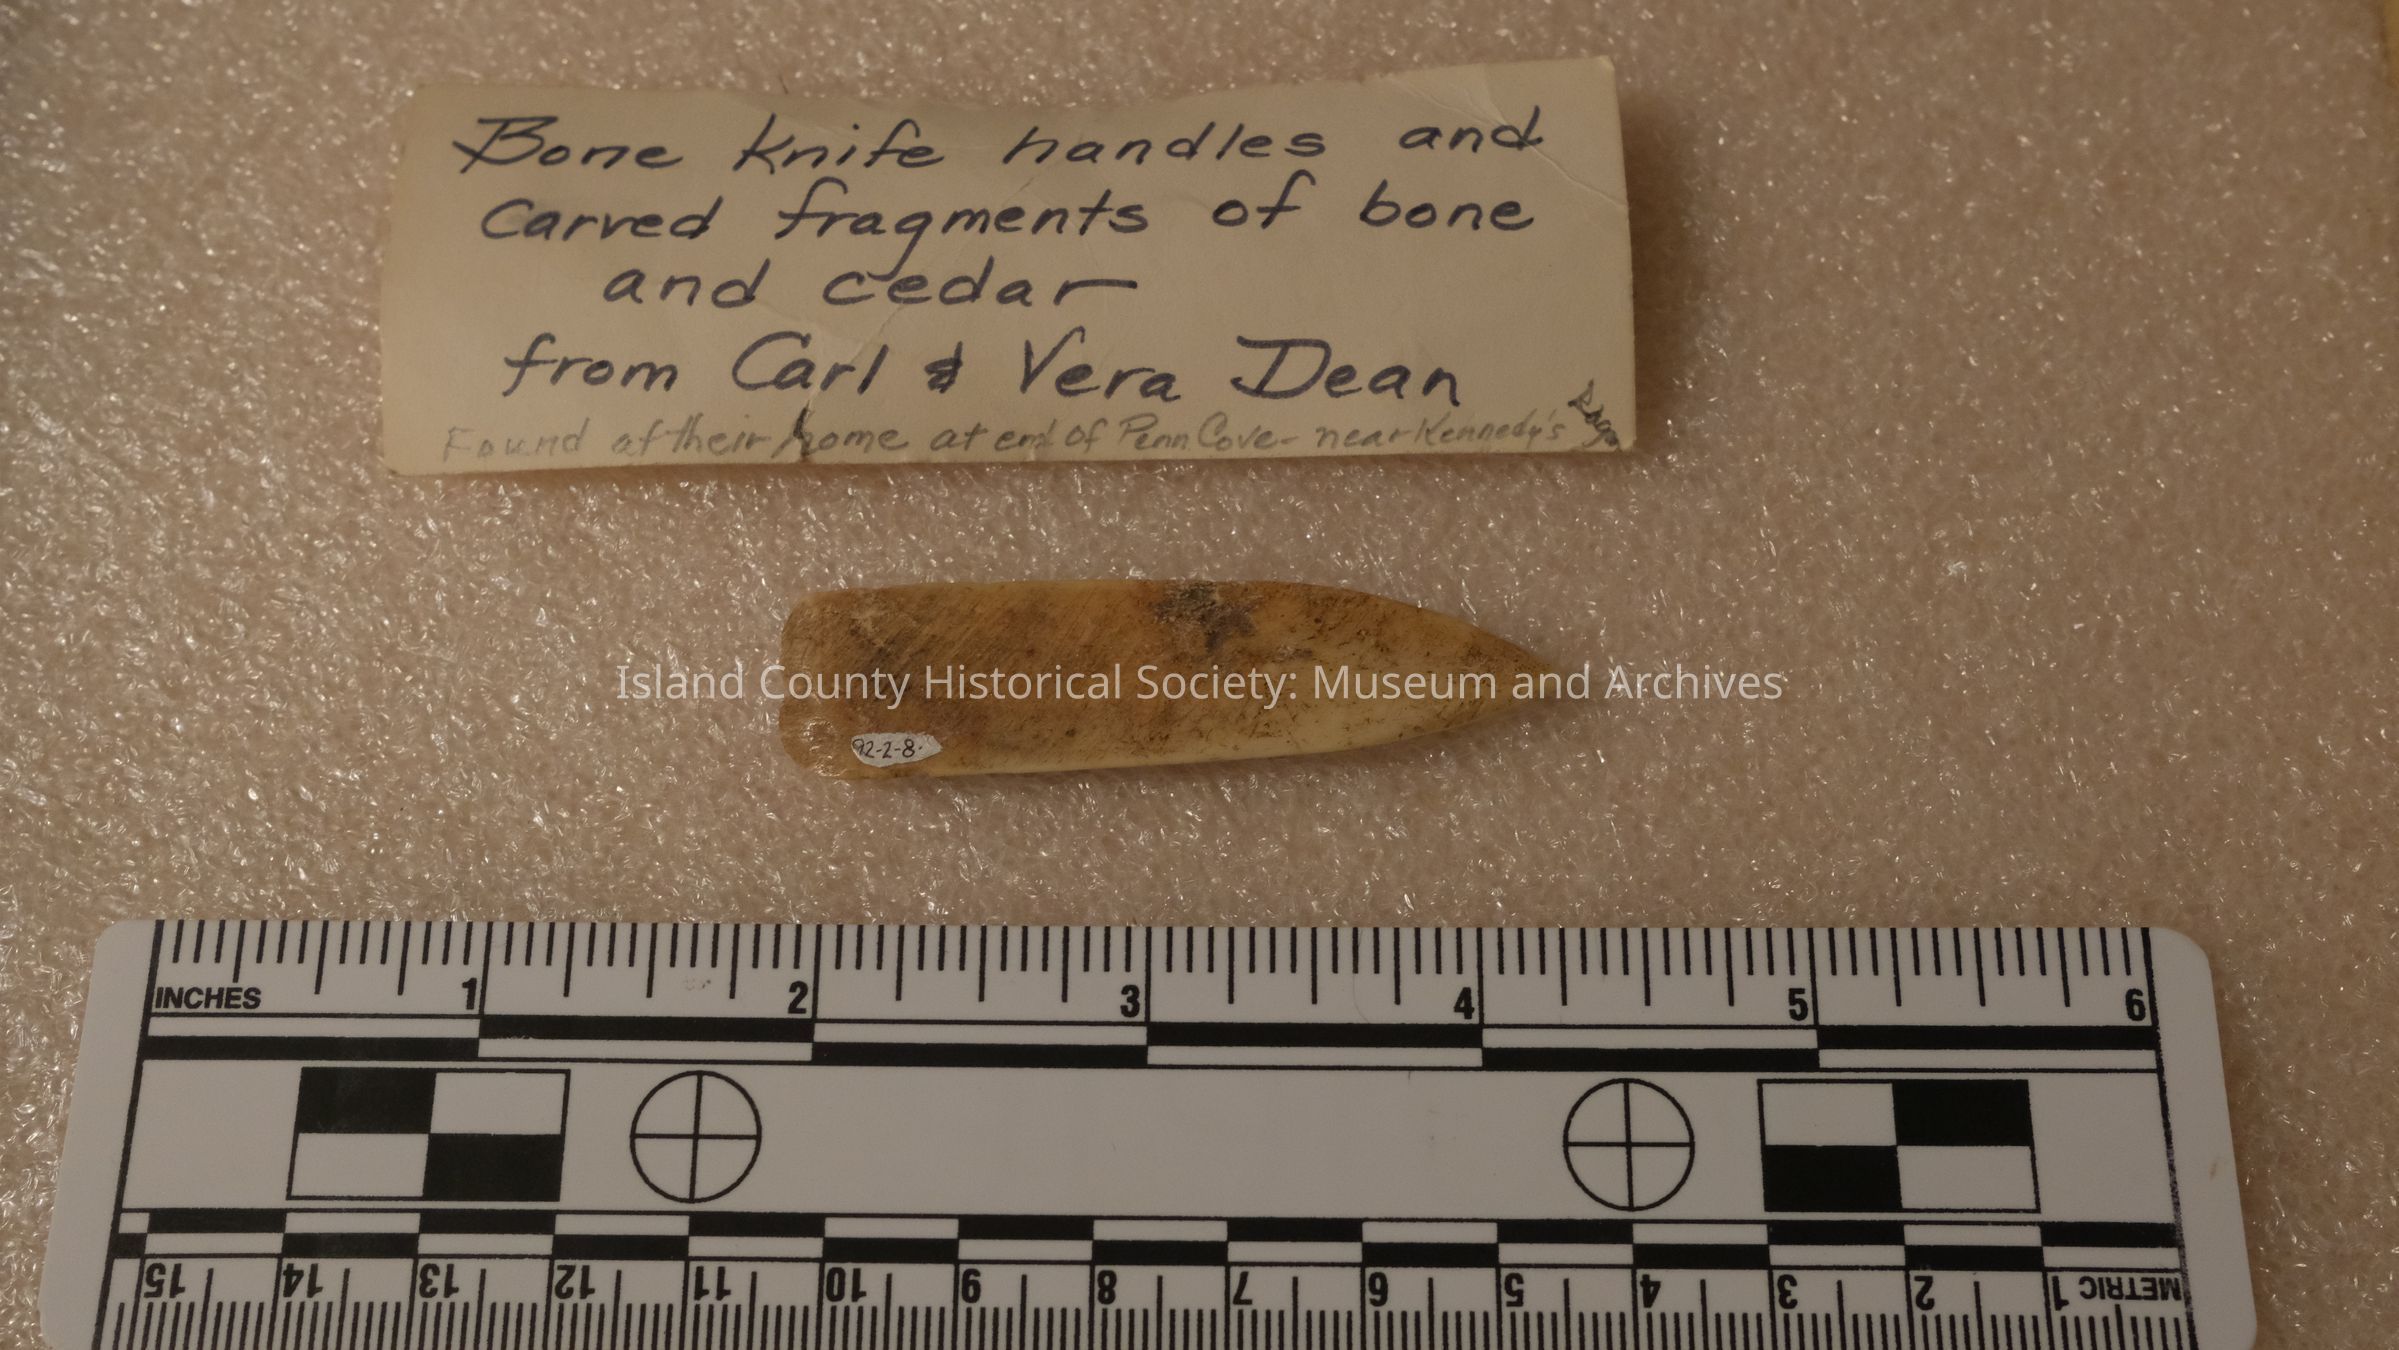 Bone knife handles and
carved fragments of bone
and cedar
from Carl & Vera Dean
Found at their home at end of Penn Cove - near Kennedy's
Island County Historical Society: Museum and Archives
92-2-8
INCHES 1 2 3 4 5 6
15 14 13 12 11 10 9 8 7 6 5 4 3 2 1 METRIC